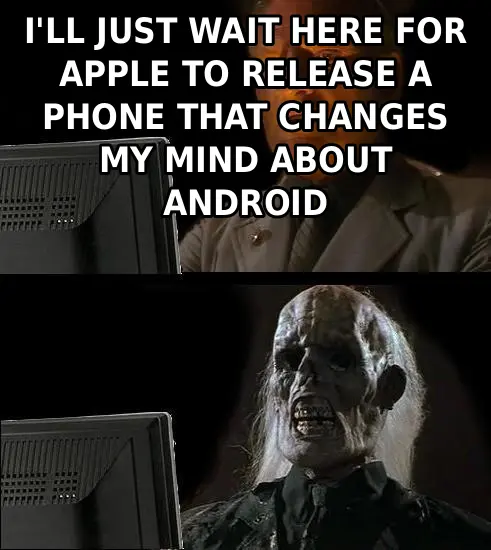 I'LL JUST WAIT HERE FOR
APPLE TO RELEASE A
PHONE THAT CHANGES
MY MIND ABOUT
ANDROID